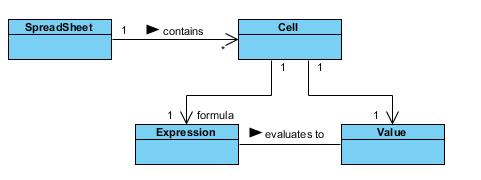 SpreadSheet
1
contains
*
Cell
1
1
1
formula
1
Expression
evaluates to
Value